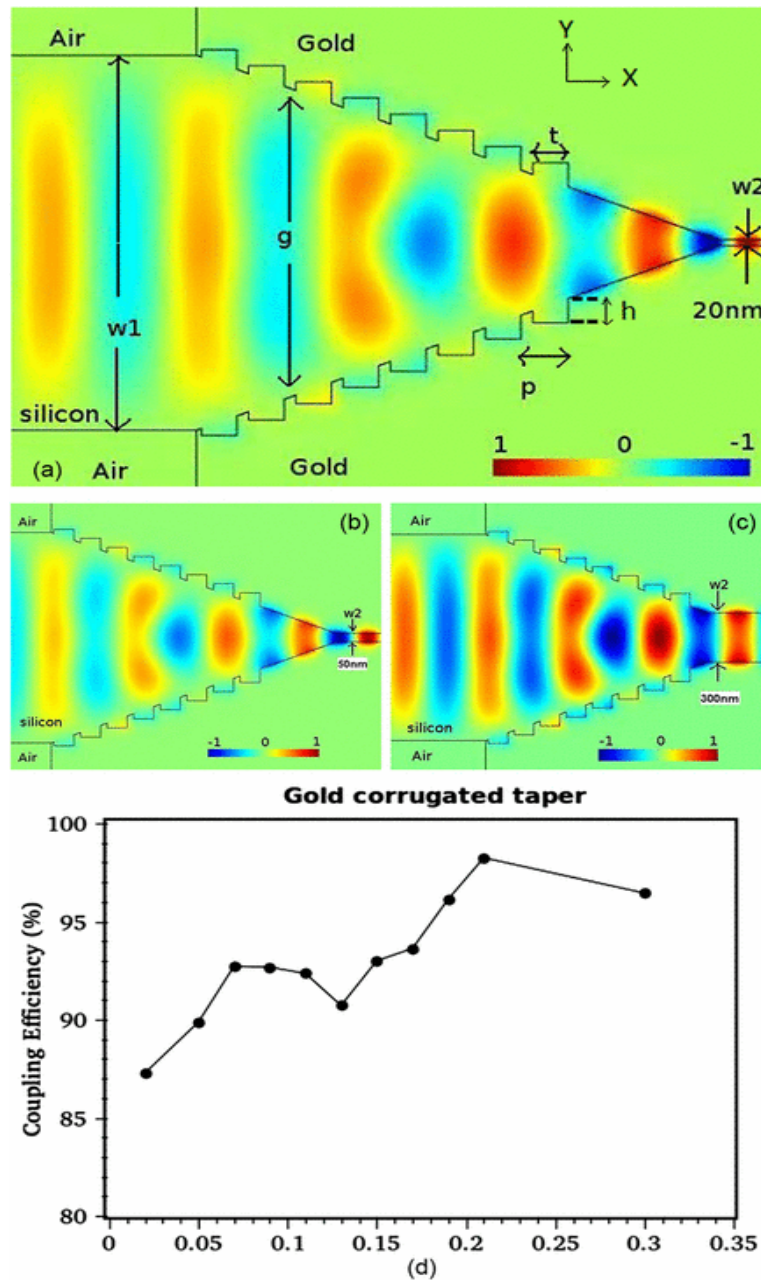 Air
Gold
Y
X
t
w2
g
w1
h
20nm
p
silicon
1 0 -1
(a) Air
Gold
Air
(b)
w2
50nm
silicon
-1 0 1
Air
Air
(c)
w2
300nm
silicon
-1 0 1
Air
Gold corrugated taper
Coupling Efficiency (%)
100
95
90
85
80
0 0.05 0.1 0.15 0.2 0.25 0.3 0.35
(d)